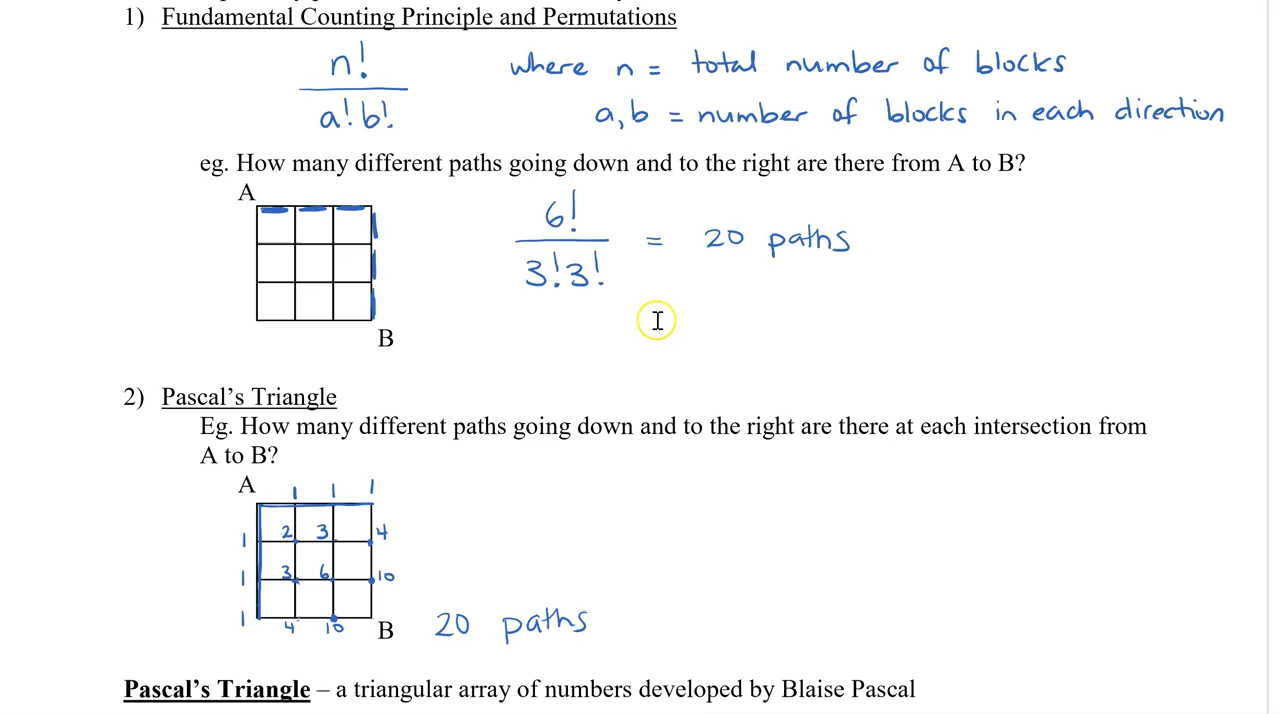 1) Fundamental Counting Principle and Permutations
n!
a!b!
where n = total number of blocks
a, b = number of blocks in each direction
eg. How many different paths going down and to the right are there from A to B?
A
B
6!
3!3!
= 20 paths
2) Pascal's Triangle
Eg. How many different paths going down and to the right are there at each intersection from
A to B?
A
1 1 1
1 2 3 4
1 3 6 10
1 4 10 B
20 paths
Pascal's Triangle – a triangular array of numbers developed by Blaise Pascal